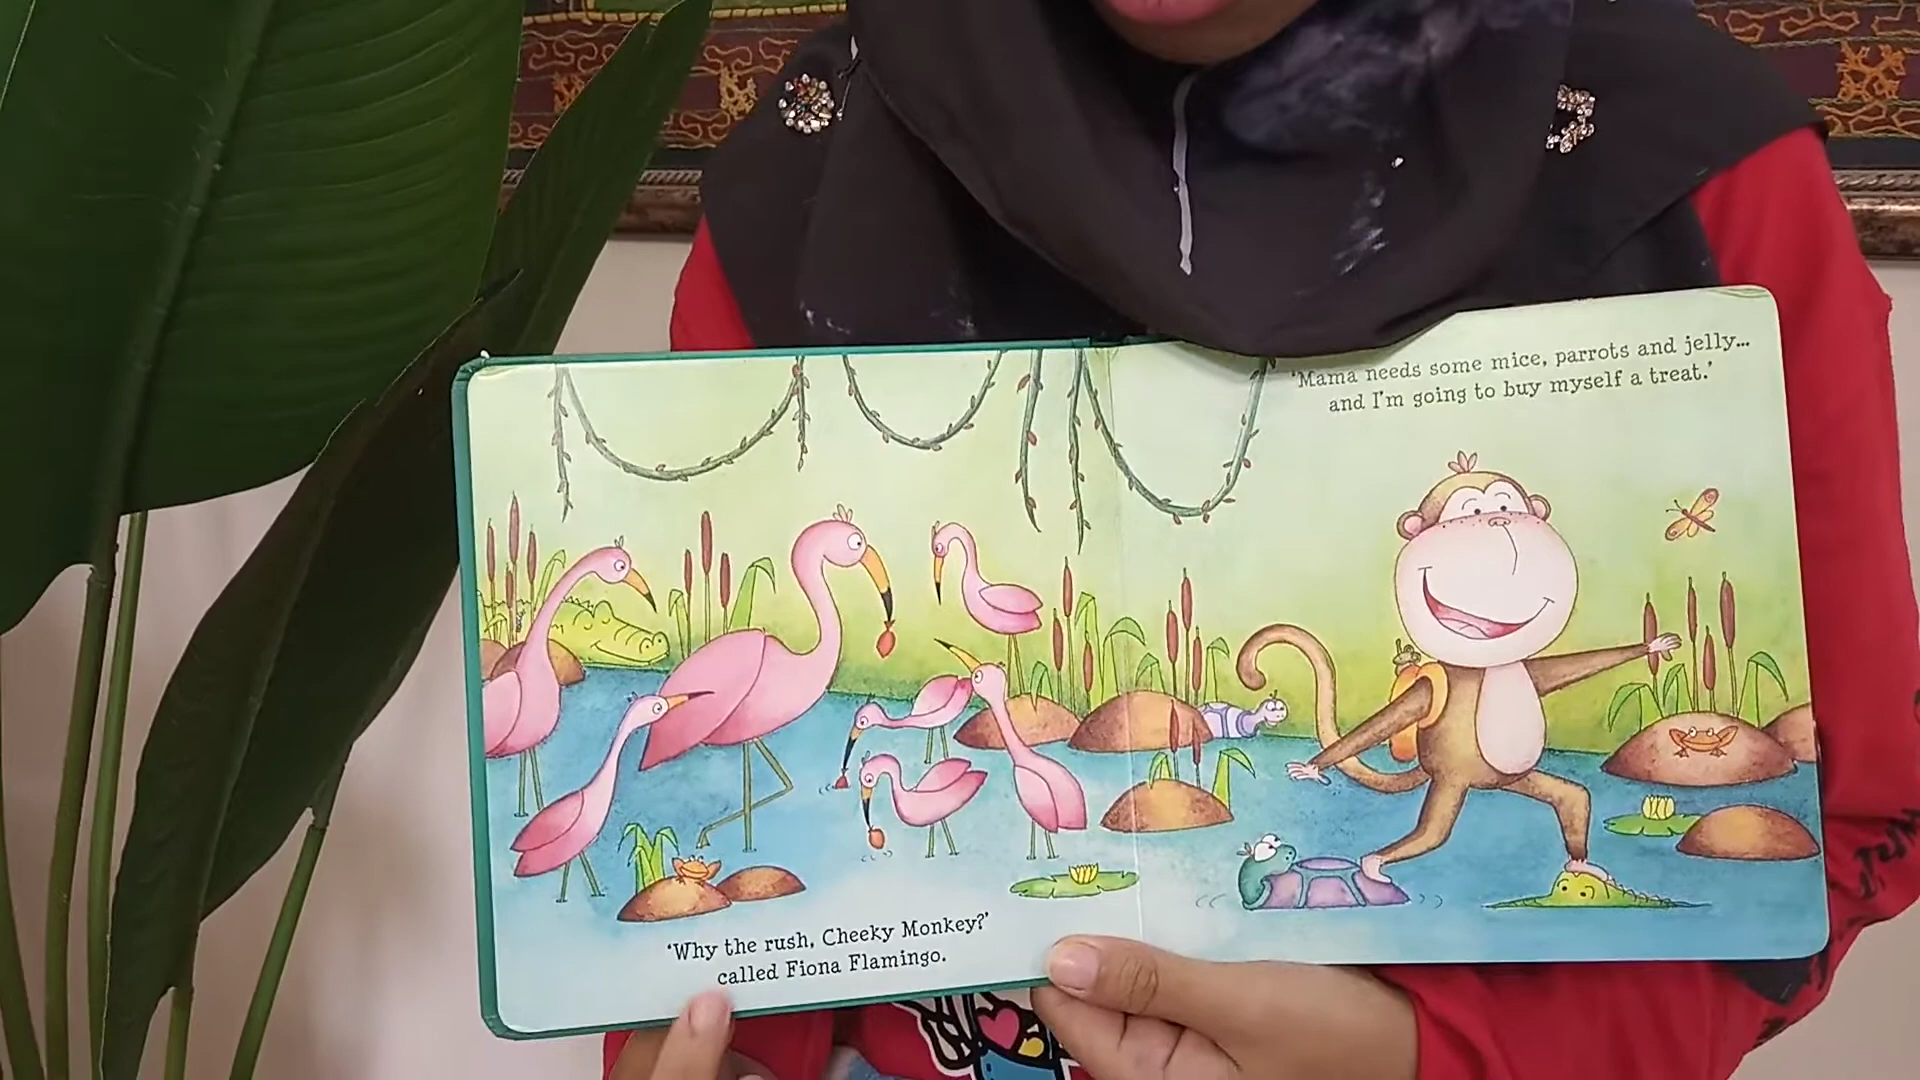 'Why the rush, Cheeky Monkey?'
called Fiona Flamingo.
'Mama needs some mice, parrots and jelly...
and I'm going to buy myself a treat.'